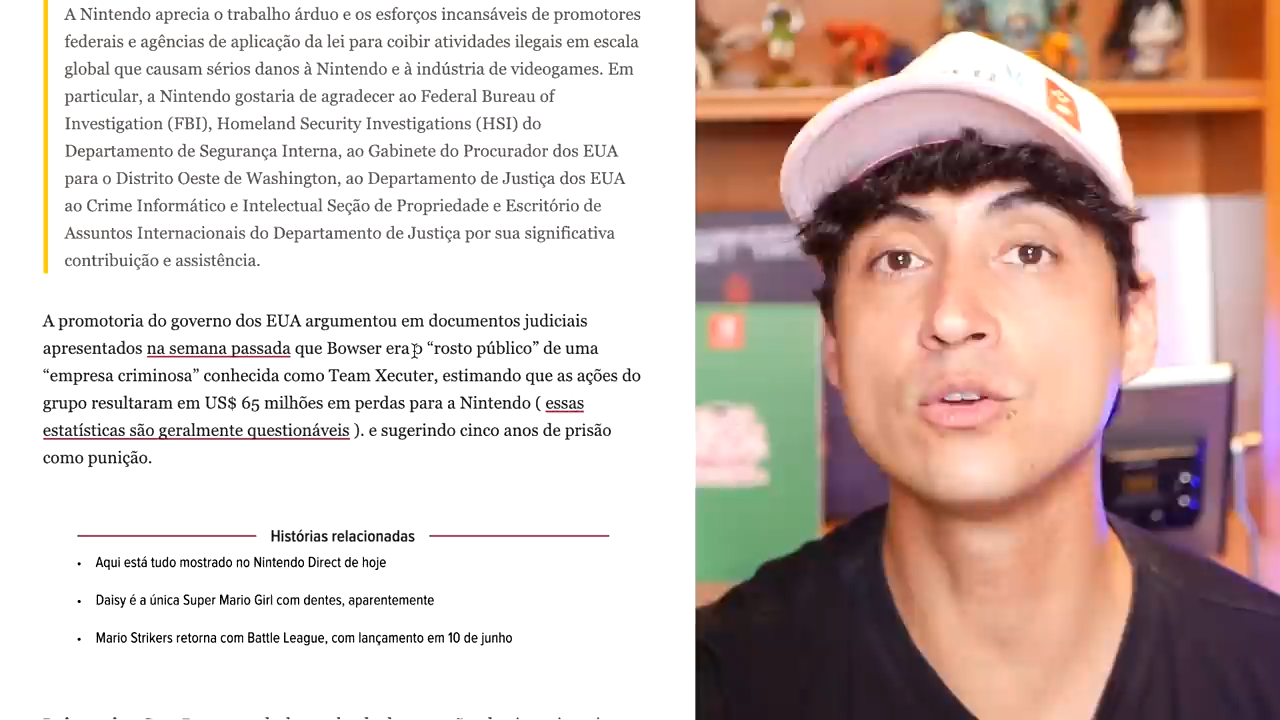 A Nintendo aprecia o trabalho árduo e os esforços incansáveis de promotores
federais e agências de aplicação da lei para coibir atividades ilegais em escala
global que causam sérios danos à Nintendo e à indústria de videogames. Em
particular, a Nintendo gostaria de agradecer ao Federal Bureau of
Investigation (FBI), Homeland Security Investigations (HSI) do
Departamento de Segurança Interna, ao Gabinete do Procurador dos EUA
para o Distrito Oeste de Washington, ao Departamento de Justiça dos EUA
ao Crime Informático e Intelectual Seção de Propriedade e Escritório de
Assuntos Internacionais do Departamento de Justiça por sua significativa
contribuição e assistência.
A promotoria do governo dos EUA argumentou em documentos judiciais
apresentados na semana passada que Bowser era o “rosto público” de uma
“empresa criminosa” conhecida como Team Xecuter, estimando que as ações do
grupo resultaram em US$ 65 milhões em perdas para a Nintendo ( essas
estatísticas são geralmente questionáveis ). e sugerindo cinco anos de prisão
como punição.
Histórias relacionadas
• Aqui está tudo mostrado no Nintendo Direct de hoje
• Daisy é a única Super Mario Girl com dentes, aparentemente
• Mario Strikers retorna com Battle League, com lançamento em 10 de junho